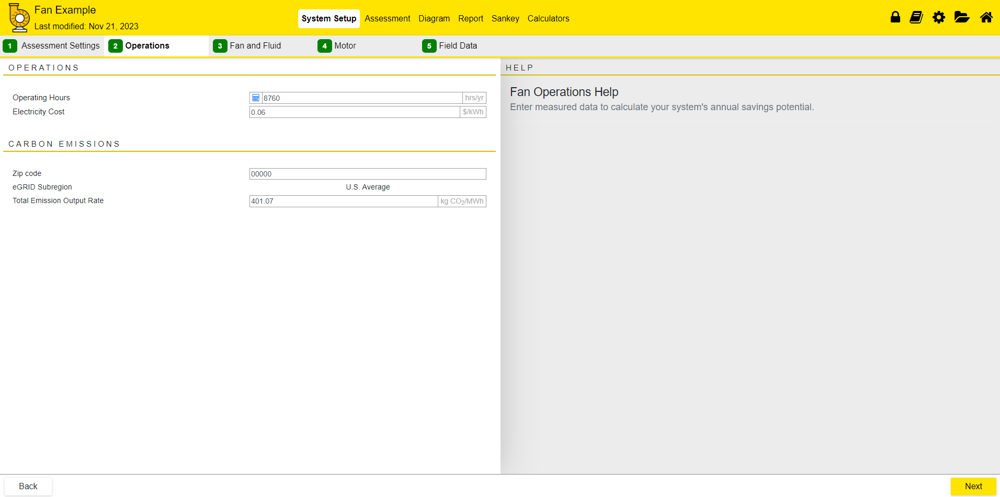 Fan Example
Last modified: Nov 21, 2023
System Setup Assessment Diagram Report Sankey Calculators
1 Assessment Settings 2 Operations 3 Fan and Fluid 4 Motor 5 Field Data
OPERATIONS
Operating Hours 8760 hrs/yr
Electricity Cost 0.06 $/kWh
CARBON EMISSIONS
Zip code 00000
eGRID Subregion U.S. Average
Total Emission Output Rate 401.07 kg CO₂/MWh
HELP
Fan Operations Help
Enter measured data to calculate your system's annual savings potential.
Back Next